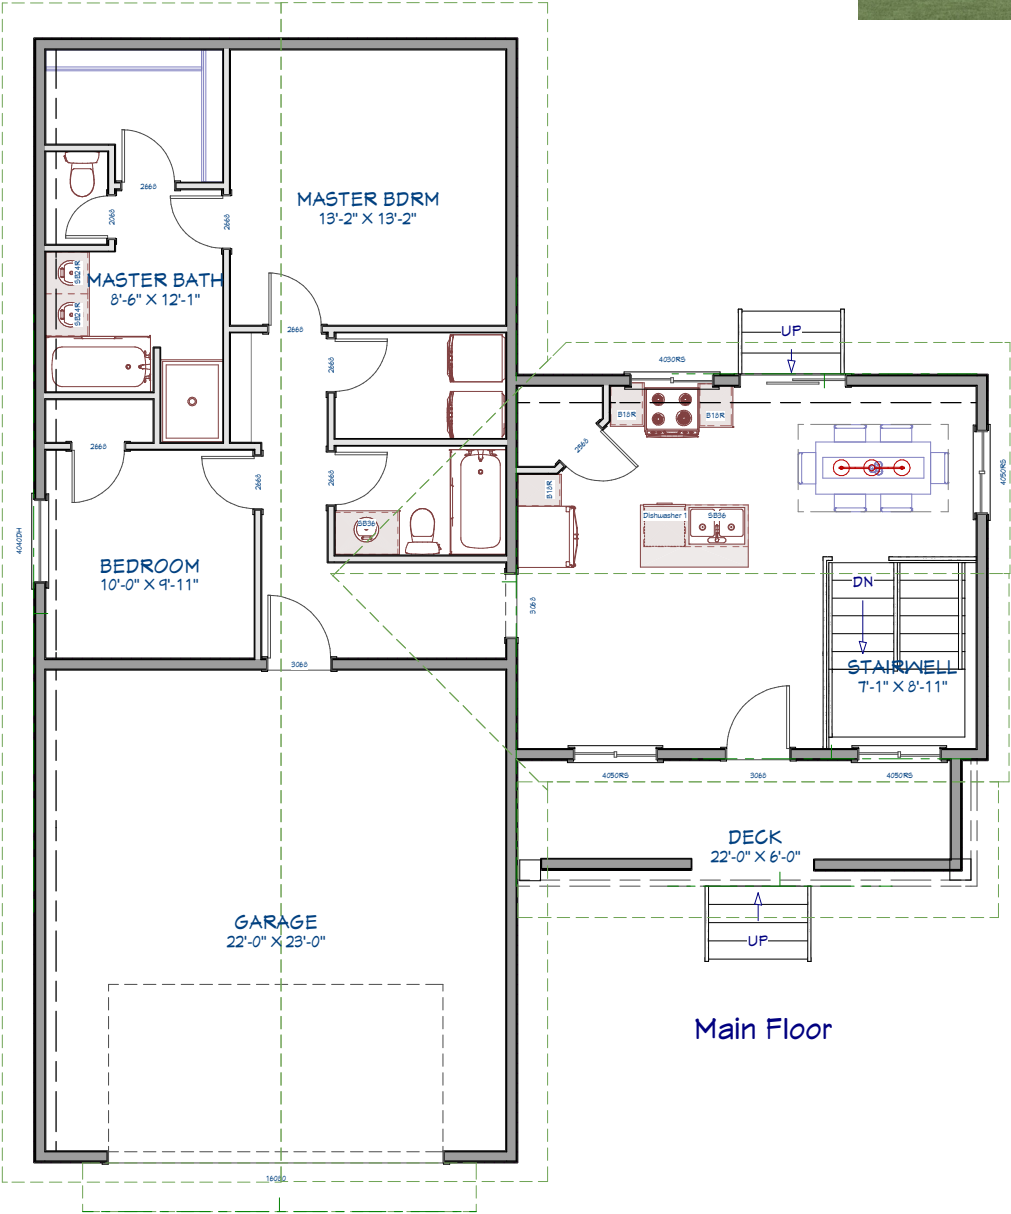 MASTER BDRM
13'-2" X 13'-2"
2668
2068
2668
SB24R
SB24R
MASTER BATH
8'-6" X 12'-1"
2668
2668
UP
4030RS
B18R
B18R
2568
2668
2668
2668
4050RS
B18R
SB36
Dishwasher 1
SB36
4040DH
BEDROOM
10'-0" X 9'-11"
DN
3068
3068
STAIRWELL
7'-1" X 8'-11"
4050RS
3068
4050RS
DECK
22'-0" X 6'-0"
GARAGE
22'-0" X 23'-0"
UP
Main Floor
16080